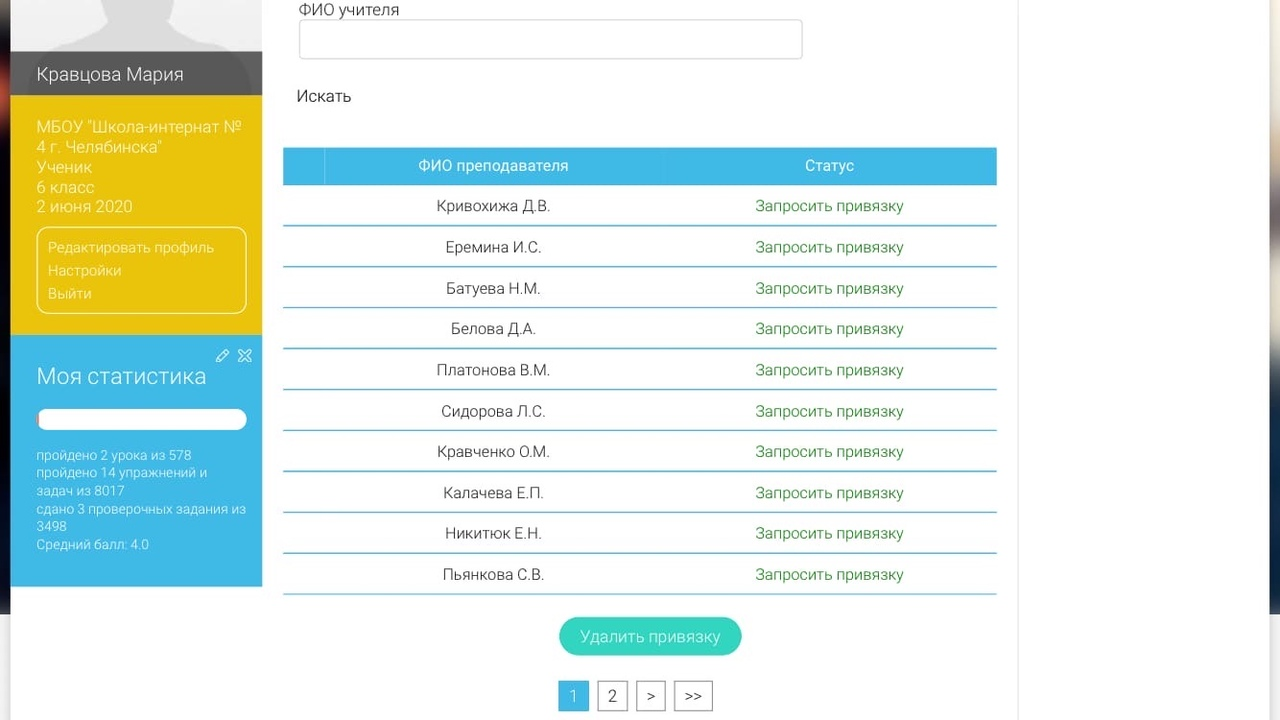 Кравцова Мария
МБОУ "Школа-интернат №
4 г. Челябинска"
Ученик
6 класс
2 июня 2020
Редактировать профиль
Настройки
Выйти
Моя статистика
пройдено 2 урока из 578
пройдено 14 упражнений и
задач из 8017
сдано 3 проверочных задания из
3498
Средний балл: 4.0
ФИО учителя
Искать
ФИО преподавателя Статус
Кривохижа Д.В. Запросить привязку
Еремина И.С. Запросить привязку
Батуева Н.М. Запросить привязку
Белова Д.А. Запросить привязку
Платонова В.М. Запросить привязку
Сидорова Л.С. Запросить привязку
Кравченко О.М. Запросить привязку
Калачева Е.П. Запросить привязку
Никитюк Е.Н. Запросить привязку
Пьянкова С.В. Запросить привязку
Удалить привязку
1 2 > >>